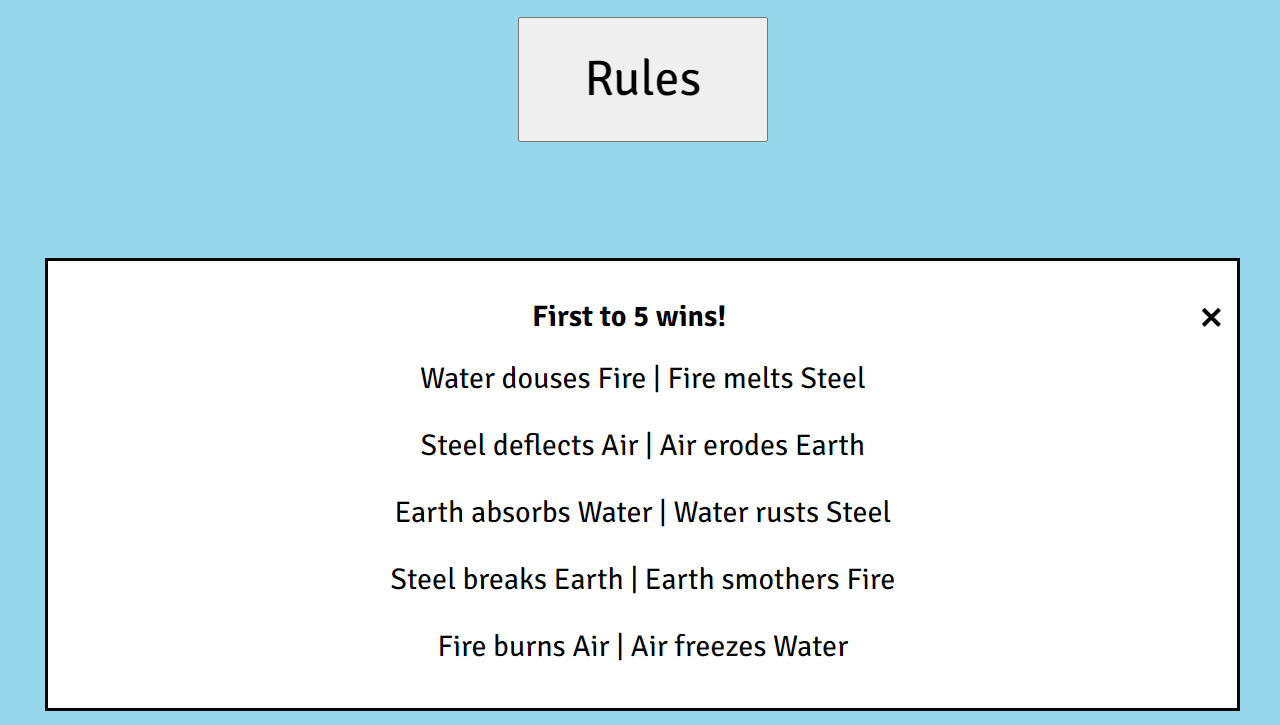 Rules
First to 5 wins!
Water douses Fire | Fire melts Steel
Steel deflects Air | Air erodes Earth
Earth absorbs Water | Water rusts Steel
Steel breaks Earth | Earth smothers Fire
Fire burns Air | Air freezes Water